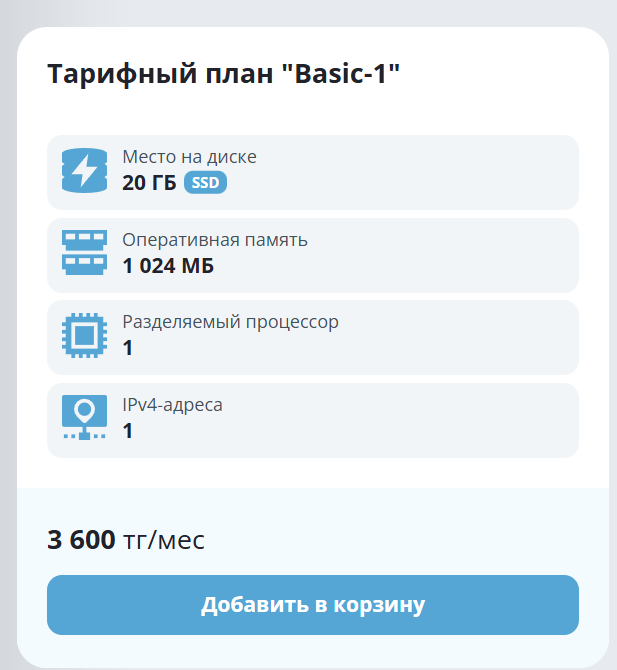 Тарифный план "Basic-1"
Место на диске
20 ГБ SSD
Оперативная память
1 024 МБ
Разделяемый процессор
1
IPv4-адреса
1
3 600 тг/мес
Добавить в корзину